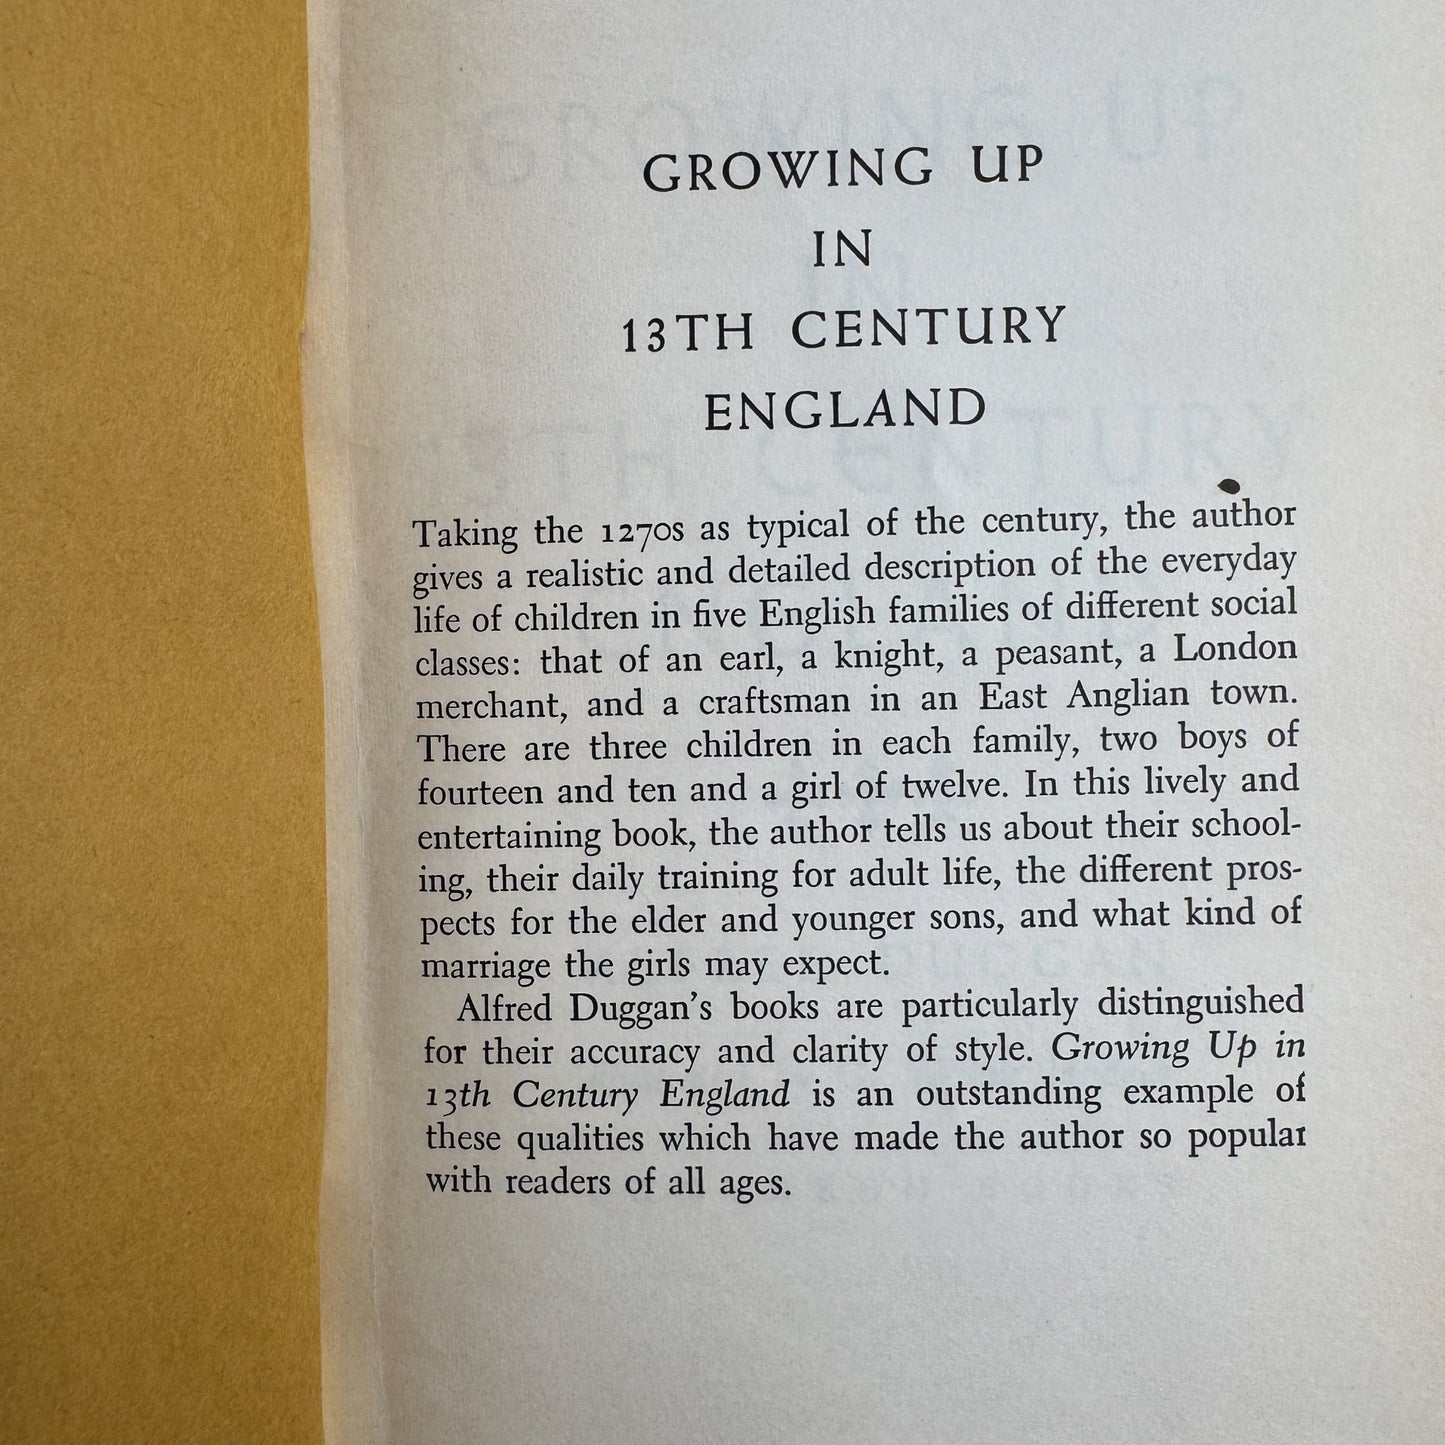 GROWING UP
IN
13TH CENTURY
ENGLAND
Taking the 1270s as typical of the century, the author
gives a realistic and detailed description of the everyday
life of children in five English families of different social
classes: that of an earl, a knight, a peasant, a London
merchant, and a craftsman in an East Anglian town.
There are three children in each family, two boys of
fourteen and ten and a girl of twelve. In this lively and
entertaining book, the author tells us about their school-
ing, their daily training for adult life, the different pros-
pects for the elder and younger sons, and what kind of
marriage the girls may expect.
Alfred Duggan's books are particularly distinguished
for their accuracy and clarity of style. Growing Up in
13th Century England is an outstanding example of
these qualities which have made the author so popular
with readers of all ages.